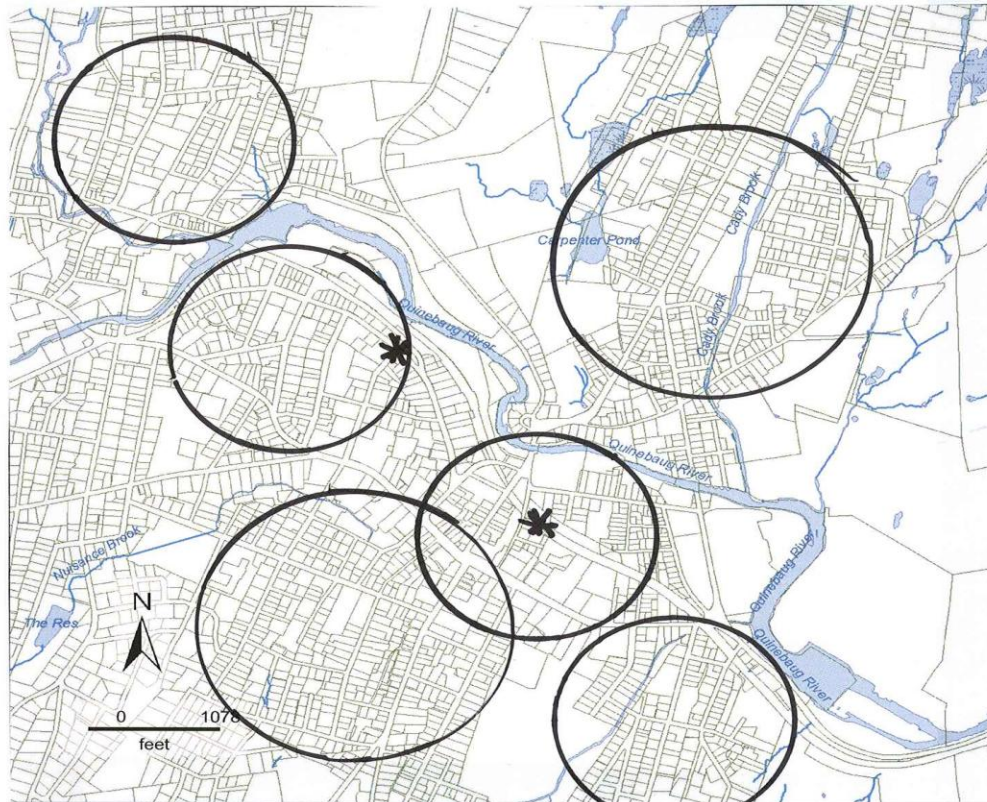 Cady Brook
Carpenter Pond
Quinebaug River
Cady Brook
Quinebaug River
Nuisance Brook
Quinebaug River
The Res
N
Quinebaug River
0 1078
feet